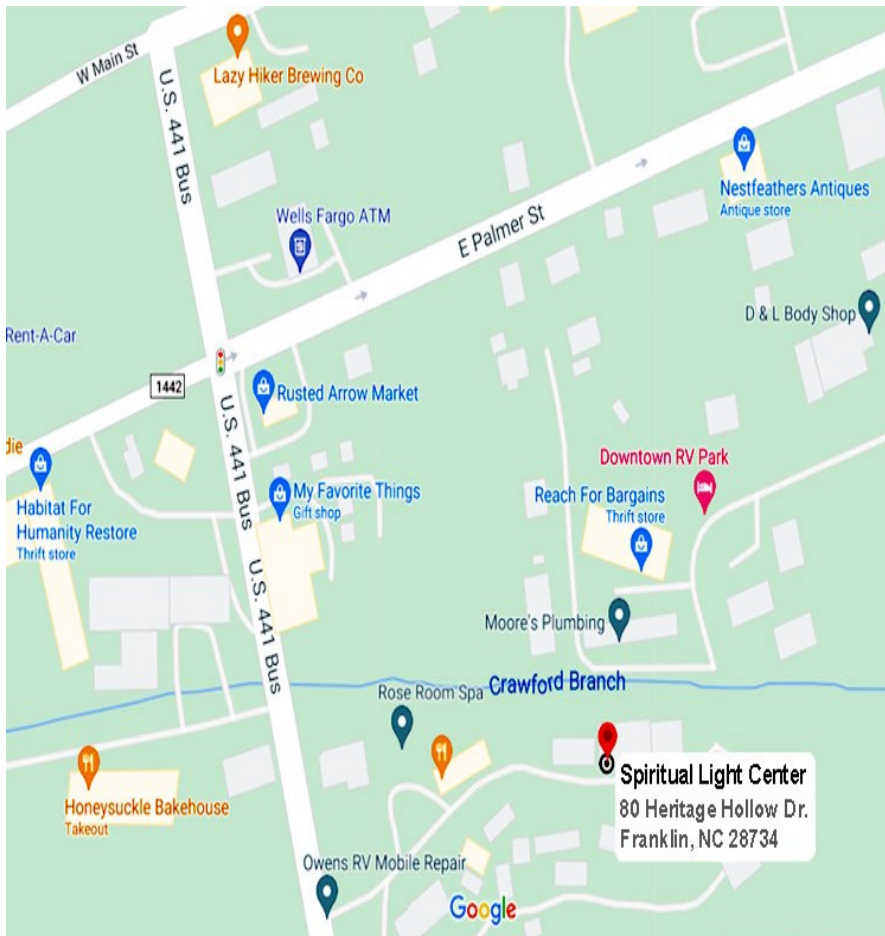 W Main St
Lazy Hiker Brewing Co
U.S. 441 Bus
Wells Fargo ATM
E Palmer St
Nestfeathers Antiques
Antique store
D & L Body Shop
Rent-A-Car
1442
Rusted Arrow Market
U.S. 441 Bus
die
Habitat For
Humanity Restore
Thrift store
My Favorite Things
Gift shop
Downtown RV Park
Reach For Bargains
Thrift store
U.S. 441 Bus
Moore's Plumbing
Crawford Branch
Rose Room Spa
Honeysuckle Bakehouse
Takeout
Spiritual Light Center
80 Heritage Hollow Dr.
Franklin, NC 28734
Owens RV Mobile Repair
Google